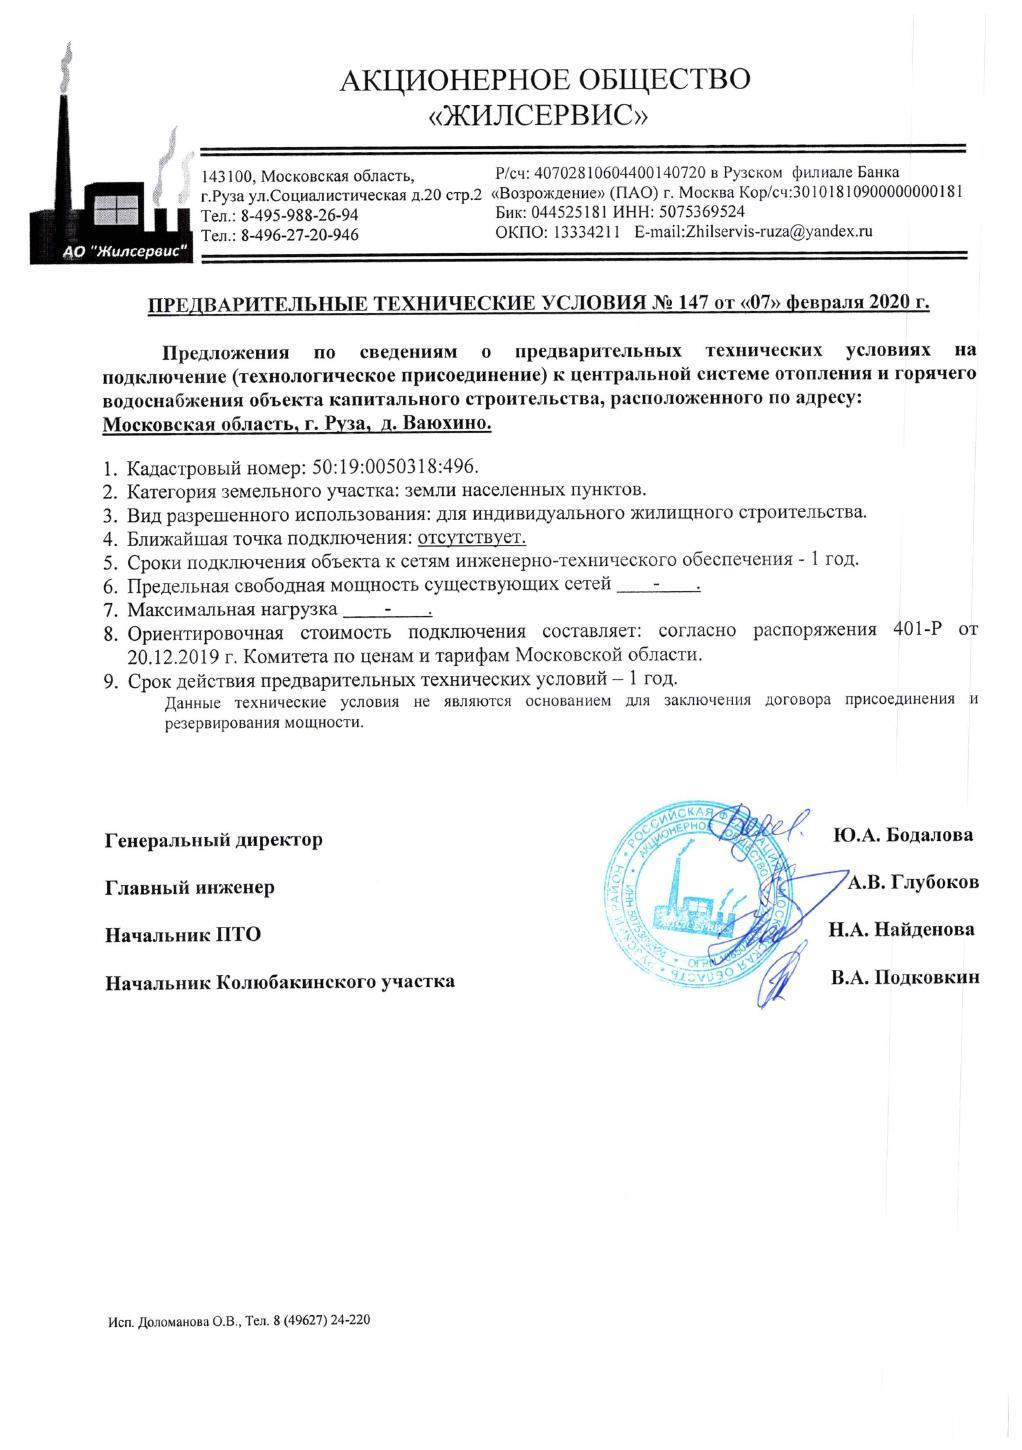 АКЦИОНЕРНОЕ ОБЩЕСТВО
«ЖИЛСЕРВИС»
АО "Жилсервис"
143100, Московская область,
г.Руза ул.Социалистическая д.20 стр.2
Тел.: 8-495-988-26-94
Тел.: 8-496-27-20-946
Р/сч: 40702810604400140720 в Рузском филиале Банка
«Возрождение» (ПАО) г. Москва Кор/сч:30101810900000000181
Бик: 044525181 ИНН: 5075369524
ОКПО: 13334211 E-mail:Zhilservis-ruza@yandex.ru
ПРЕДВАРИТЕЛЬНЫЕ ТЕХНИЧЕСКИЕ УСЛОВИЯ № 147 от «07» февраля 2020 г.
Предложения по сведениям о предварительных технических условиях на
подключение (технологическое присоединение) к центральной системе отопления и горячего
водоснабжения объекта капитального строительства, расположенного по адресу:
Московская область, г. Руза, д. Ваюхино.
1. Кадастровый номер: 50:19:0050318:496.
2. Категория земельного участка: земли населенных пунктов.
3. Вид разрешенного использования: для индивидуального жилищного строительства.
4. Ближайшая точка подключения: отсутствует.
5. Сроки подключения объекта к сетям инженерно-технического обеспечения - 1 год.
6. Предельная свободная мощность существующих сетей ____-____.
7. Максимальная нагрузка ____-____.
8. Ориентировочная стоимость подключения составляет: согласно распоряжения 401-Р от
20.12.2019 г. Комитета по ценам и тарифам Московской области.
9. Срок действия предварительных технических условий – 1 год.
Данные технические условия не являются основанием для заключения договора присоединения и
резервирования мощности.
Генеральный директор Ю.А. Бодалова
Главный инженер А.В. Глубоков
Начальник ПТО Н.А. Найденова
Начальник Колюбакинского участка В.А. Подковкин
РОССИЙСКАЯ ФЕДЕРАЦИЯ
АКЦИОНЕРНОЕ ОБЩЕСТВО
Исп. Доломанова О.В., Тел. 8 (49627) 24-220